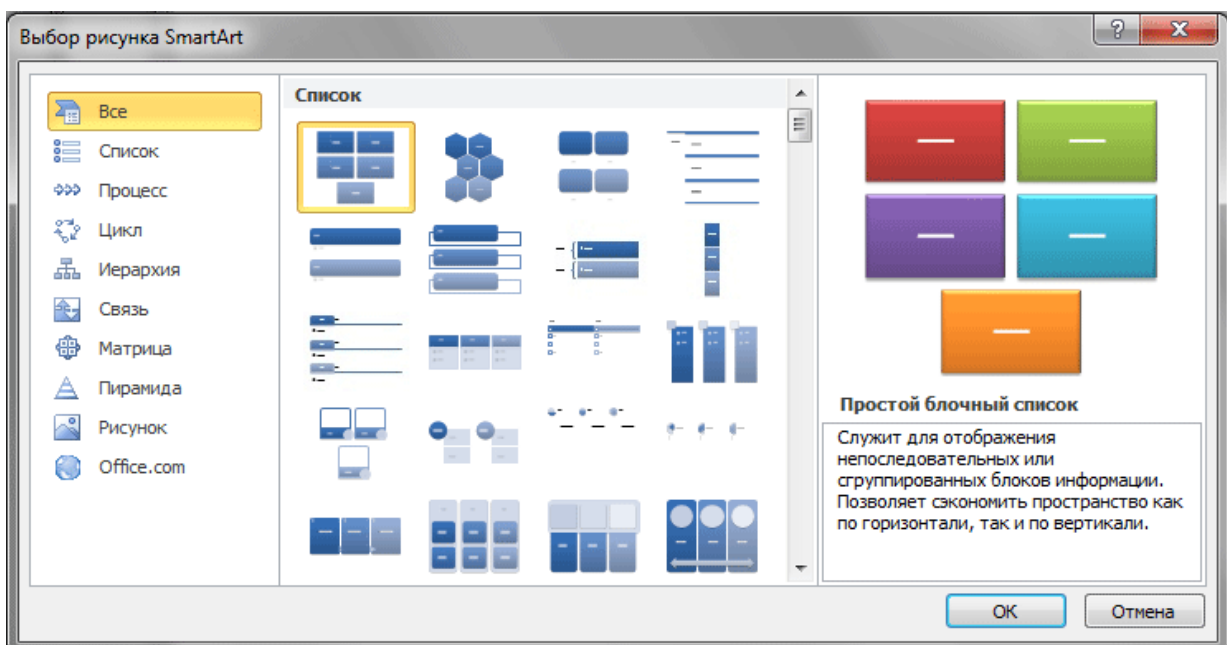 Выбор рисунка SmartArt
Все
Список
Процесс
Цикл
Иерархия
Связь
Матрица
Пирамида
Рисунок
Office.com
Список
Простой блочный список
Служит для отображения
непоследовательных или
сгруппированных блоков информации.
Позволяет сэкономить пространство как
по горизонтали, так и по вертикали.
ОК
Отмена